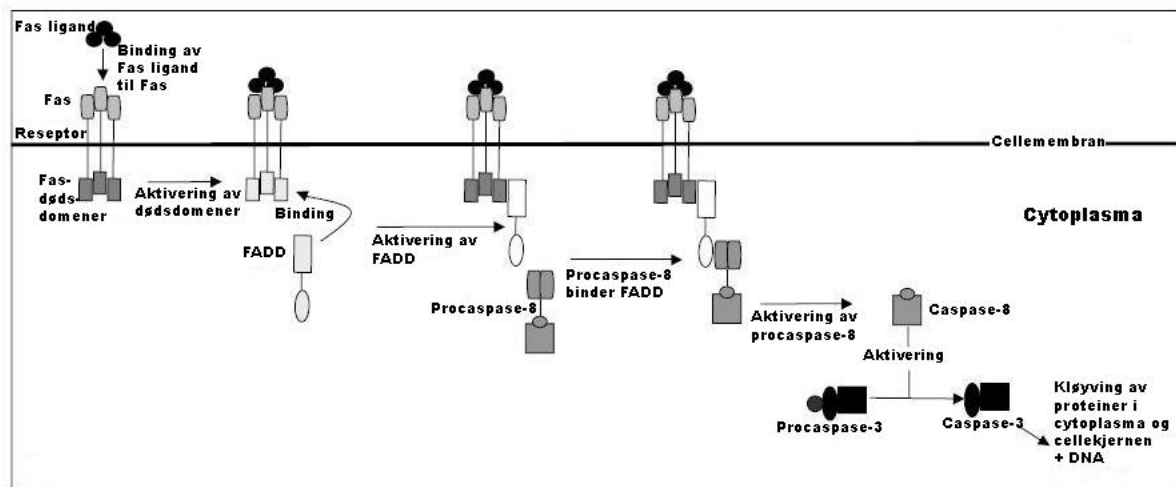 Fas ligand
Binding av
Fas ligand
til Fas
Fas
Reseptor
Cellemembran
Fas-
døds-
domener
Aktivering av
dødsdomener
Binding
FADD
Aktivering av
FADD
Procaspase-8
Procaspase-8
binder FADD
Cytoplasma
Aktivering av
procaspase-8
Caspase-8
Aktivering
Procaspase-3
Caspase-3
Kløyving av
proteiner i
cytoplasma og
cellekjernen
+ DNA